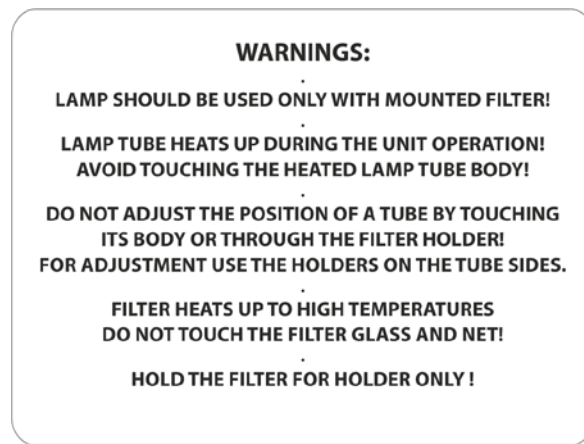 WARNINGS:
.
LAMP SHOULD BE USED ONLY WITH MOUNTED FILTER!
.
LAMP TUBE HEATS UP DURING THE UNIT OPERATION!
AVOID TOUCHING THE HEATED LAMP TUBE BODY!
.
DO NOT ADJUST THE POSITION OF A TUBE BY TOUCHING
ITS BODY OR THROUGH THE FILTER HOLDER!
FOR ADJUSTMENT USE THE HOLDERS ON THE TUBE SIDES.
.
FILTER HEATS UP TO HIGH TEMPERATURES
DO NOT TOUCH THE FILTER GLASS AND NET!
.
HOLD THE FILTER FOR HOLDER ONLY !